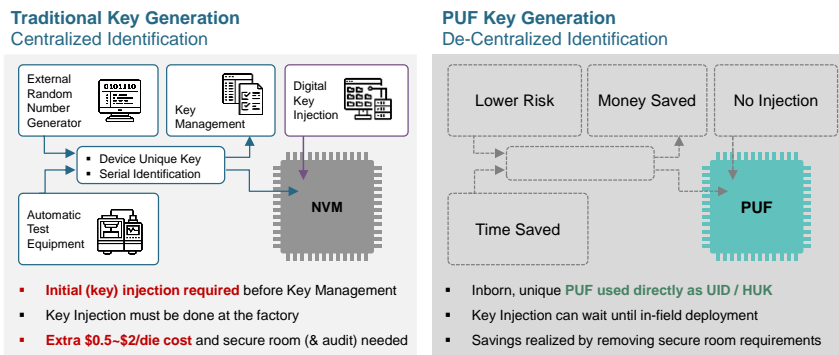 Traditional Key Generation
Centralized Identification
External
Random
Number
Generator
0101110
Key
Management
Digital
Key
Injection
▪ Device Unique Key
▪ Serial Identification
NVM
Automatic
Test
Equipment
▪ Initial (key) injection required before Key Management
▪ Key Injection must be done at the factory
▪ Extra $0.5~$2/die cost and secure room (& audit) needed
PUF Key Generation
De-Centralized Identification
Lower Risk
Money Saved
No Injection
PUF
Time Saved
▪ Inborn, unique PUF used directly as UID / HUK
▪ Key Injection can wait until in-field deployment
▪ Savings realized by removing secure room requirements